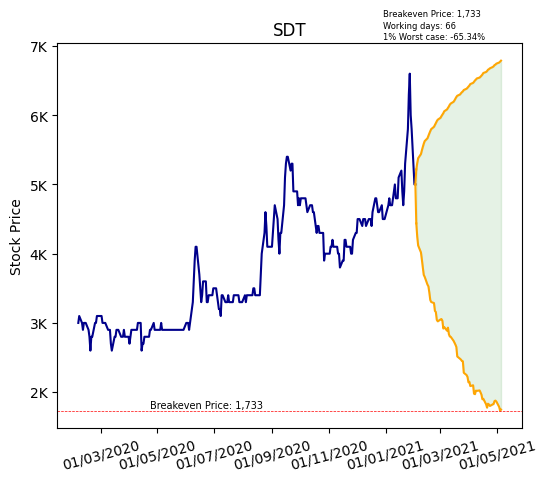 Breakeven Price: 1,733
Working days: 66
1% Worst case: -65.34%
SDT
7K
6K
5K
4K
3K
2K
Stock Price
Breakeven Price: 1,733
01/03/2020
01/05/2020
01/07/2020
01/09/2020
01/11/2020
01/01/2021
01/03/2021
01/05/2021